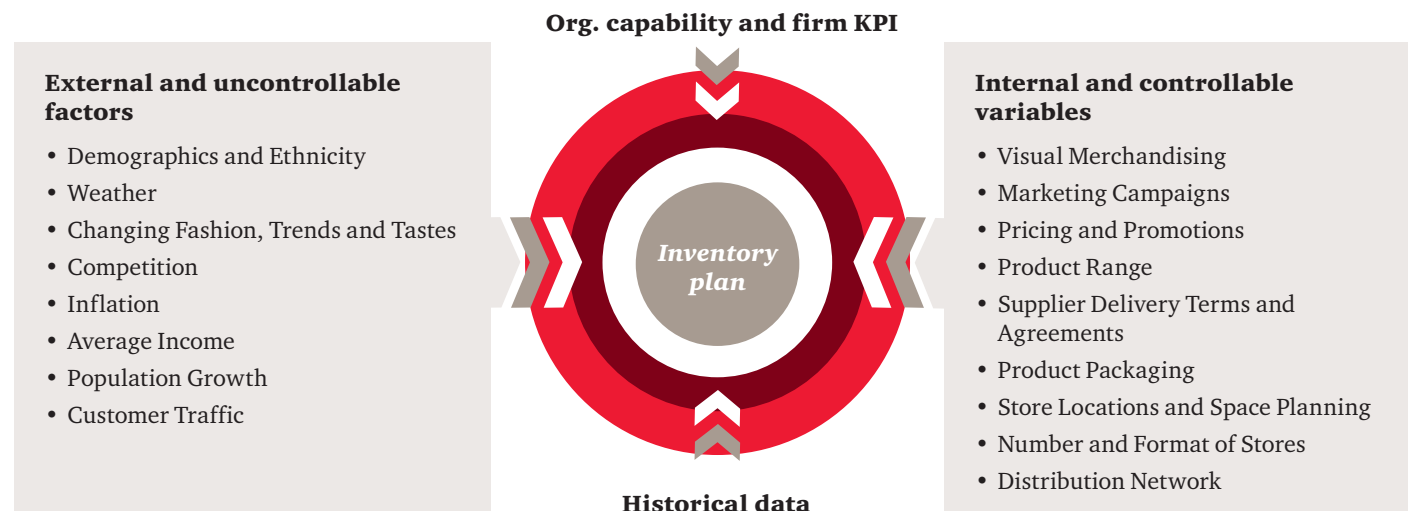 Org. capability and firm KPI
External and uncontrollable
factors
• Demographics and Ethnicity
• Weather
• Changing Fashion, Trends and Tastes
• Competition
• Inflation
• Average Income
• Population Growth
• Customer Traffic
Inventory
plan
Internal and controllable
variables
• Visual Merchandising
• Marketing Campaigns
• Pricing and Promotions
• Product Range
• Supplier Delivery Terms and
Agreements
• Product Packaging
• Store Locations and Space Planning
• Number and Format of Stores
• Distribution Network
Historical data